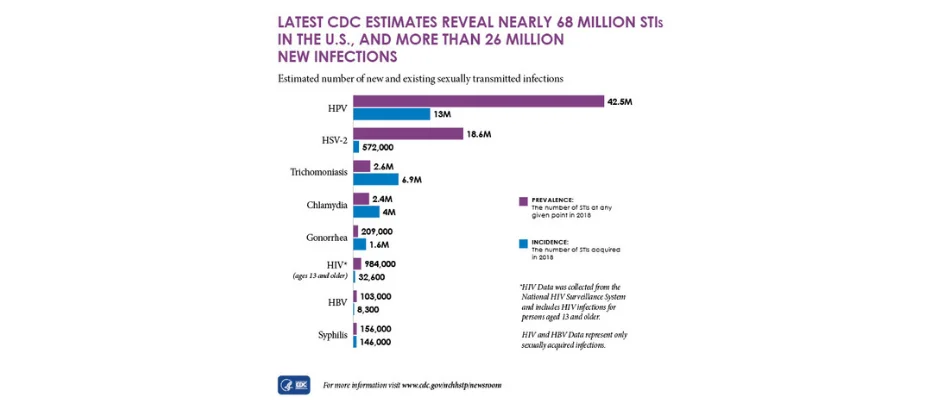 LATEST CDC ESTIMATES REVEAL NEARLY 68 MILLION STIs
IN THE U.S., AND MORE THAN 26 MILLION
NEW INFECTIONS
Estimated number of new and existing sexually transmitted infections
HPV
42.5M
13M
HSV-2
18.6M
572,000
Trichomoniasis
2.6M
6.9M
Chlamydia
2.4M
4M
Gonorrhea
209,000
1.6M
HIV*
(ages 13 and older)
984,000
32,600
HBV
103,000
8,300
Syphilis
156,000
146,000
PREVALENCE:
The number of STIs at any
given point in 2018
INCIDENCE:
The number of STIs acquired
in 2018
*HIV Data was collected from the
National HIV Surveillance System
and includes HIV infections for
persons aged 13 and older.
HIV and HBV Data represent only
sexually acquired infections.
CDC
For more information visit www.cdc.gov/nchhstp/newsroom